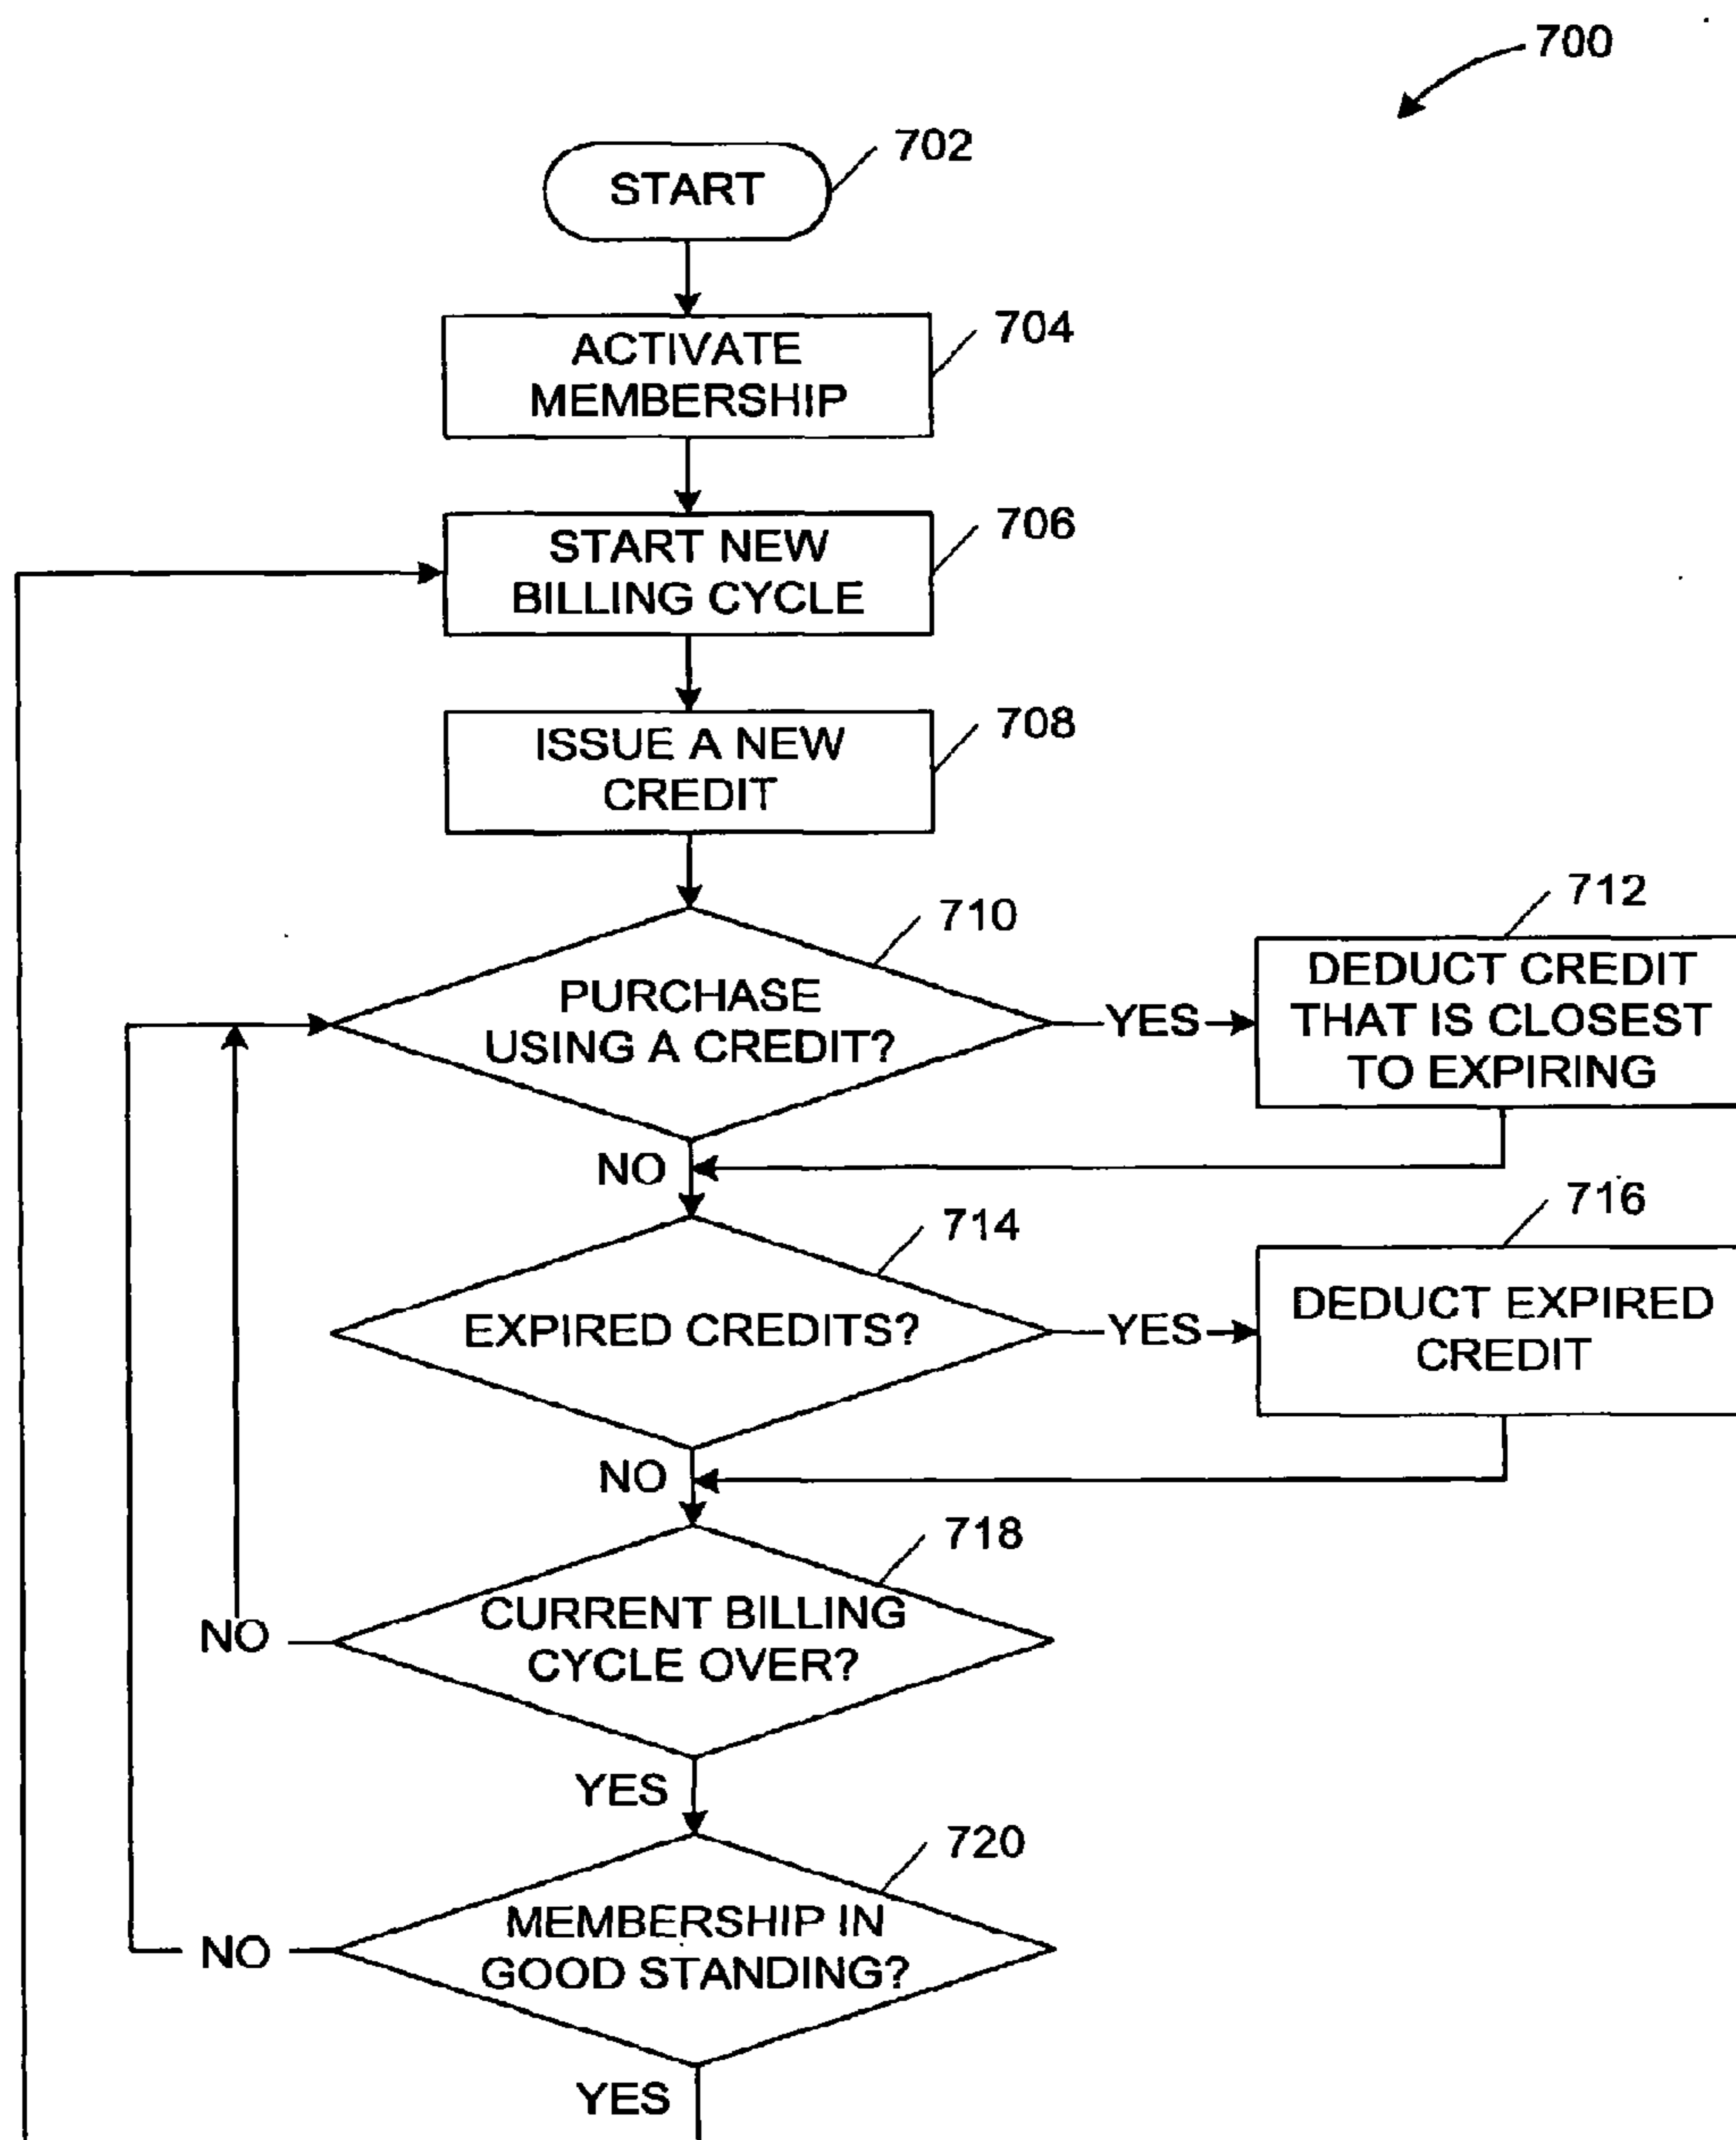 700
702
START
704
ACTIVATE
MEMBERSHIP
706
START NEW
BILLING CYCLE
708
ISSUE A NEW
CREDIT
710
PURCHASE
USING A CREDIT?
YES
712
DEDUCT CREDIT
THAT IS CLOSEST
TO EXPIRING
NO
714
EXPIRED CREDITS?
YES
716
DEDUCT EXPIRED
CREDIT
NO
718
CURRENT BILLING
CYCLE OVER?
NO
YES
720
MEMBERSHIP IN
GOOD STANDING?
NO
YES